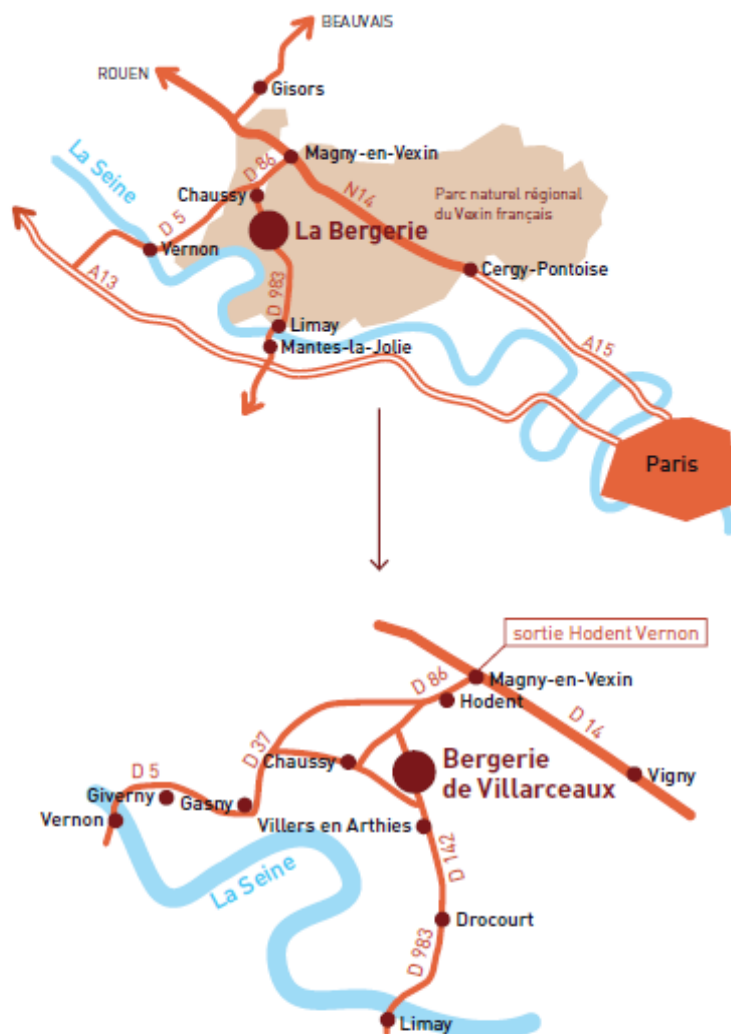 BEAUVAIS
ROUEN
Gisors
La Seine
D 86
Magny-en-Vexin
Chaussy
N14
Parc naturel régional
du Vexin français
D 5
La Bergerie
Vernon
A13
D 983
Cergy-Pontoise
Limay
Mantes-la-Jolie
A15
Paris
sortie Hodent Vernon
D 86
Magny-en-Vexin
Hodent
D 14
D 37
Chaussy
Bergerie
de Villarceaux
Vigny
D 5
Giverny
Gasny
Vernon
Villers en Arthies
La Seine
D 142
Drocourt
D 983
Limay